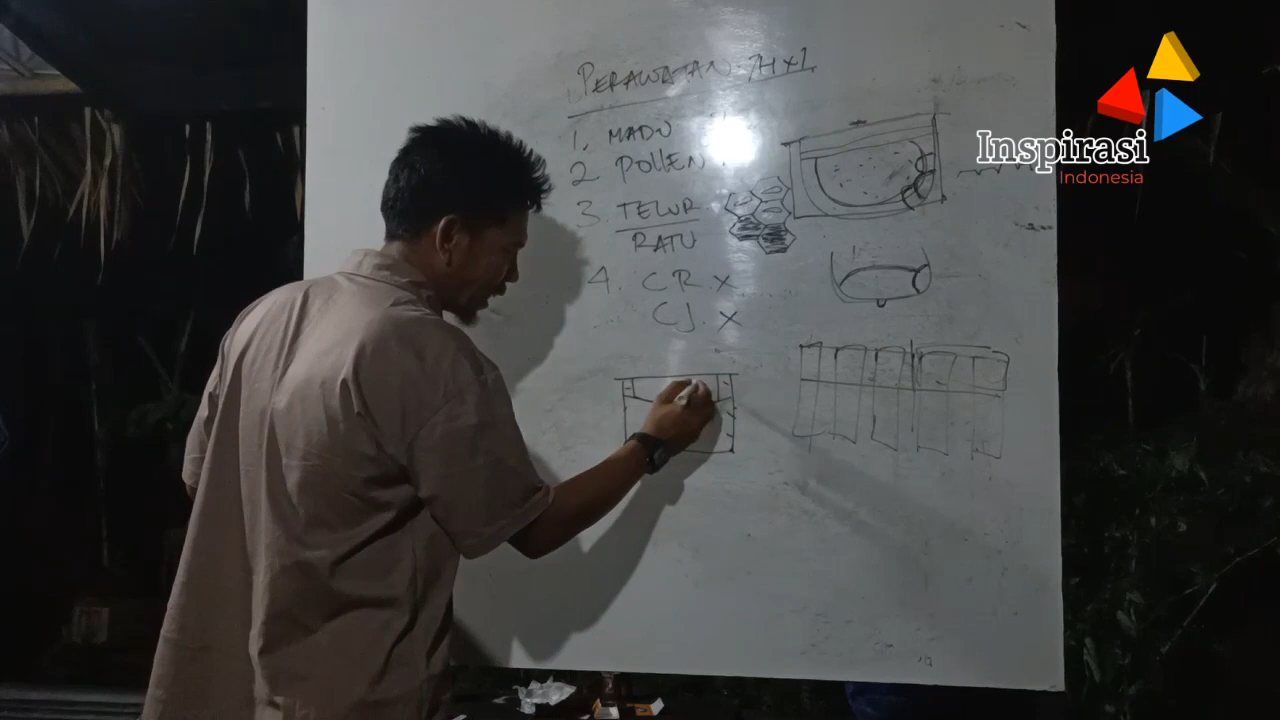 PERAWATAN 7H X 1
1. MADU
2 POLLEN
3. TELUR
RATU
4. CR. X
CJ. X
Inspirasi
Indonesia